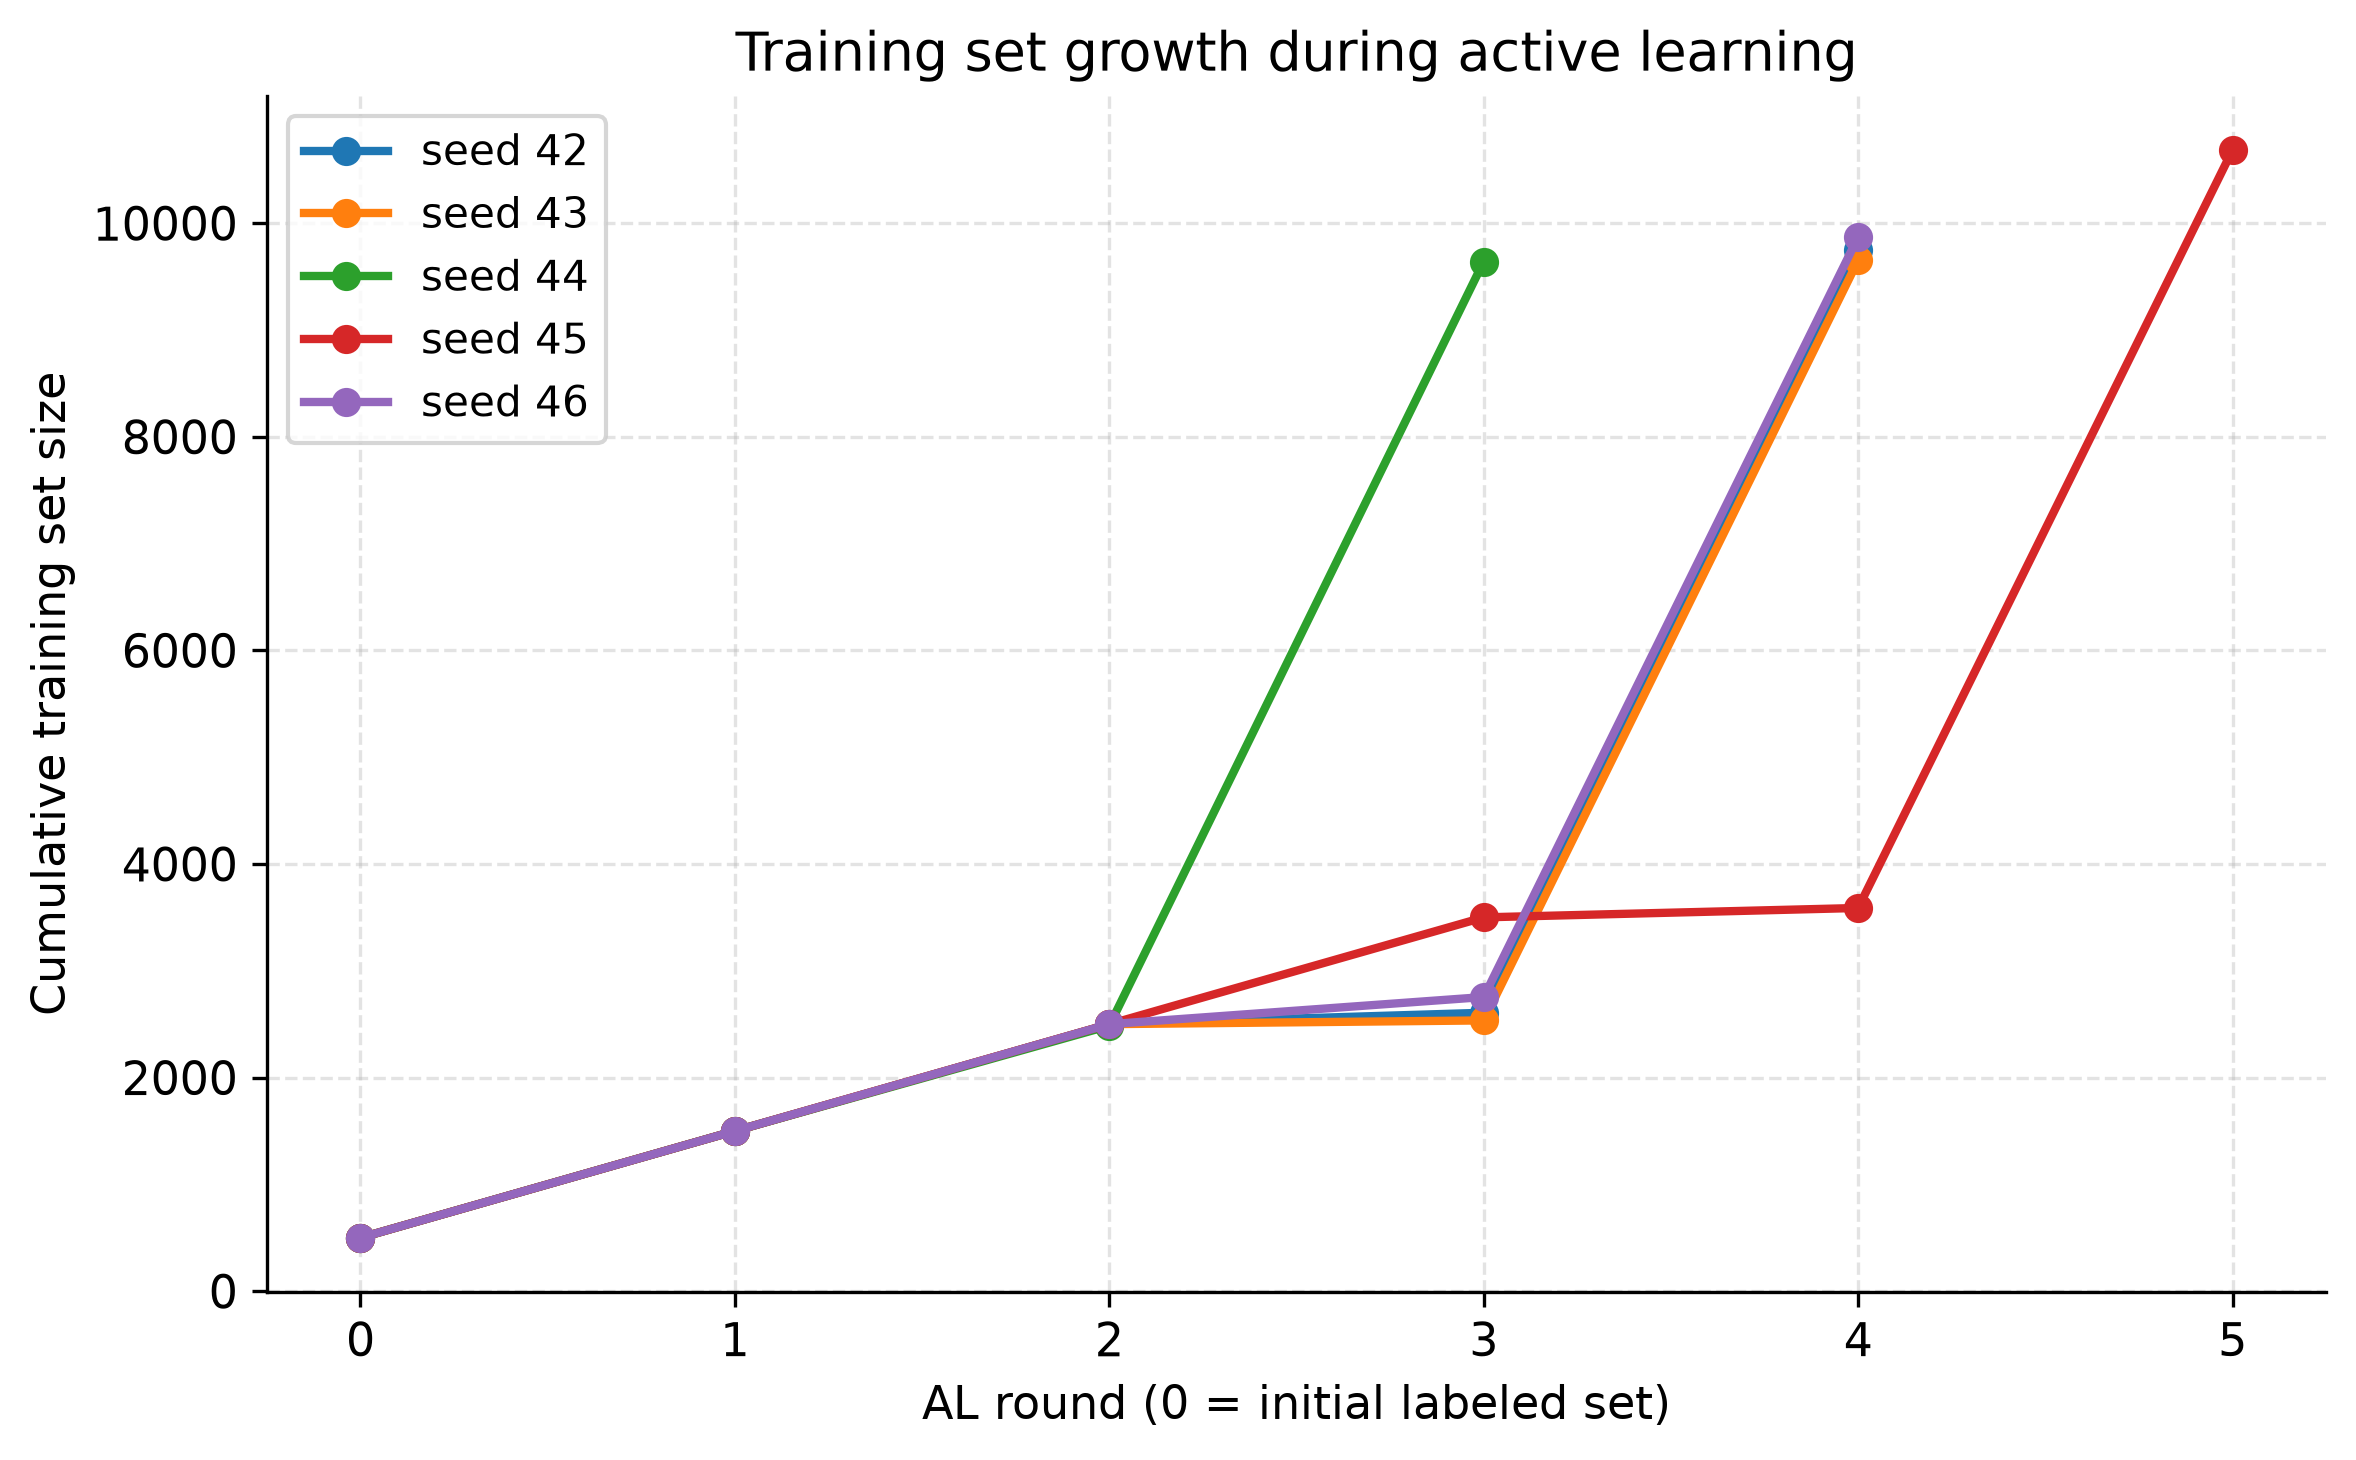 Training set growth during active learning
seed 42
seed 43
seed 44
seed 45
seed 46
Cumulative training set size
10000
8000
6000
4000
2000
0
0 1 2 3 4 5
AL round (0 = initial labeled set)